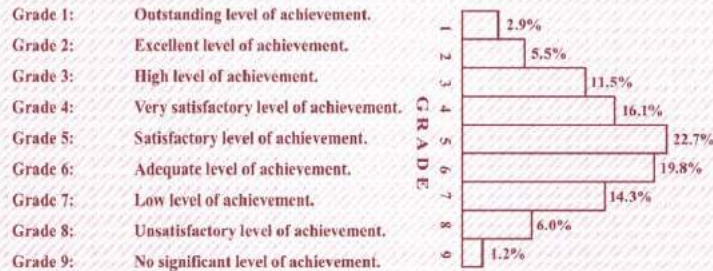 Grade 1: Outstanding level of achievement.
Grade 2: Excellent level of achievement.
Grade 3: High level of achievement.
Grade 4: Very satisfactory level of achievement.
Grade 5: Satisfactory level of achievement.
Grade 6: Adequate level of achievement.
Grade 7: Low level of achievement.
Grade 8: Unsatisfactory level of achievement.
Grade 9: No significant level of achievement.
GRADE
1 2.9%
2 5.5%
3 11.5%
4 16.1%
5 22.7%
6 19.8%
7 14.3%
8 6.0%
9 1.2%